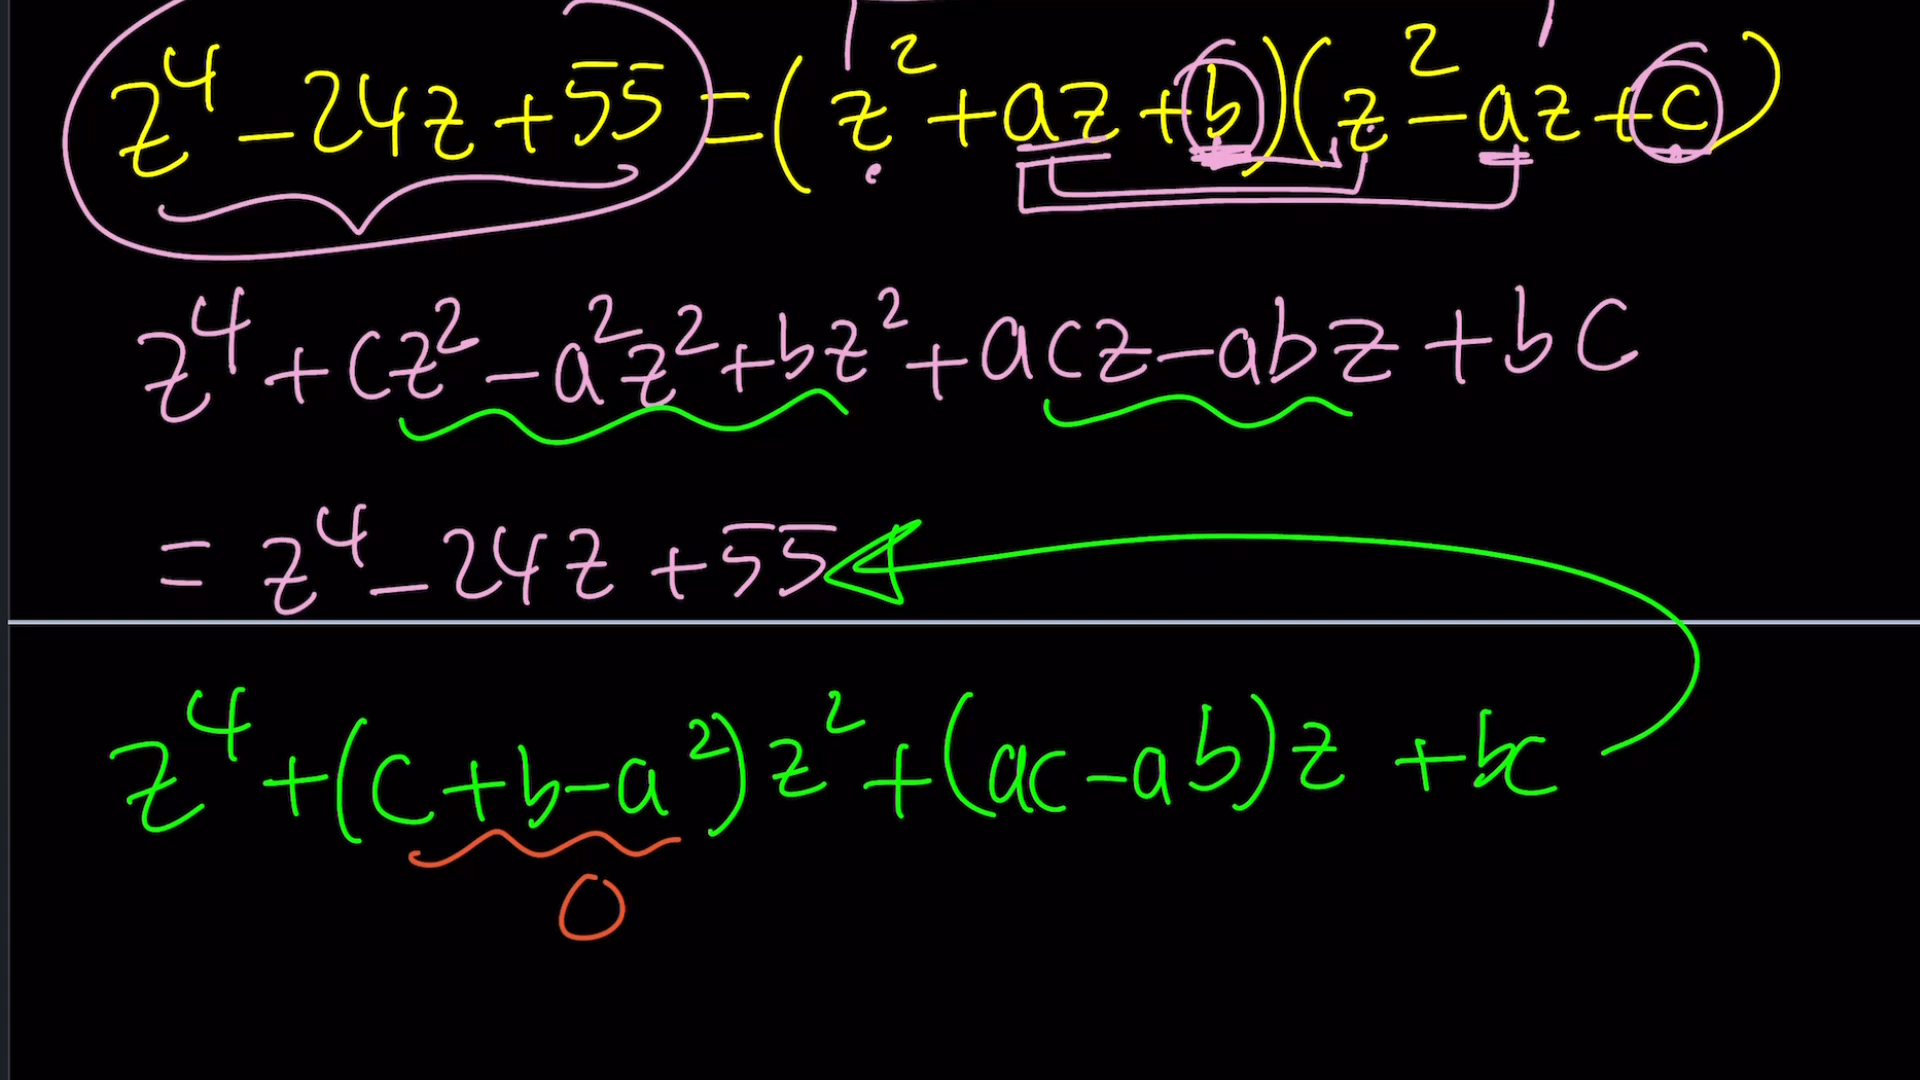 z⁴ - 24z + 55 = (z² + az + b)(z² - az + c)
z⁴ + cz² - a²z² + bz² + acz - abz + bc
= z⁴ - 24z + 55
z⁴ + (c + b - a²)z² + (ac - ab)z + bc
0